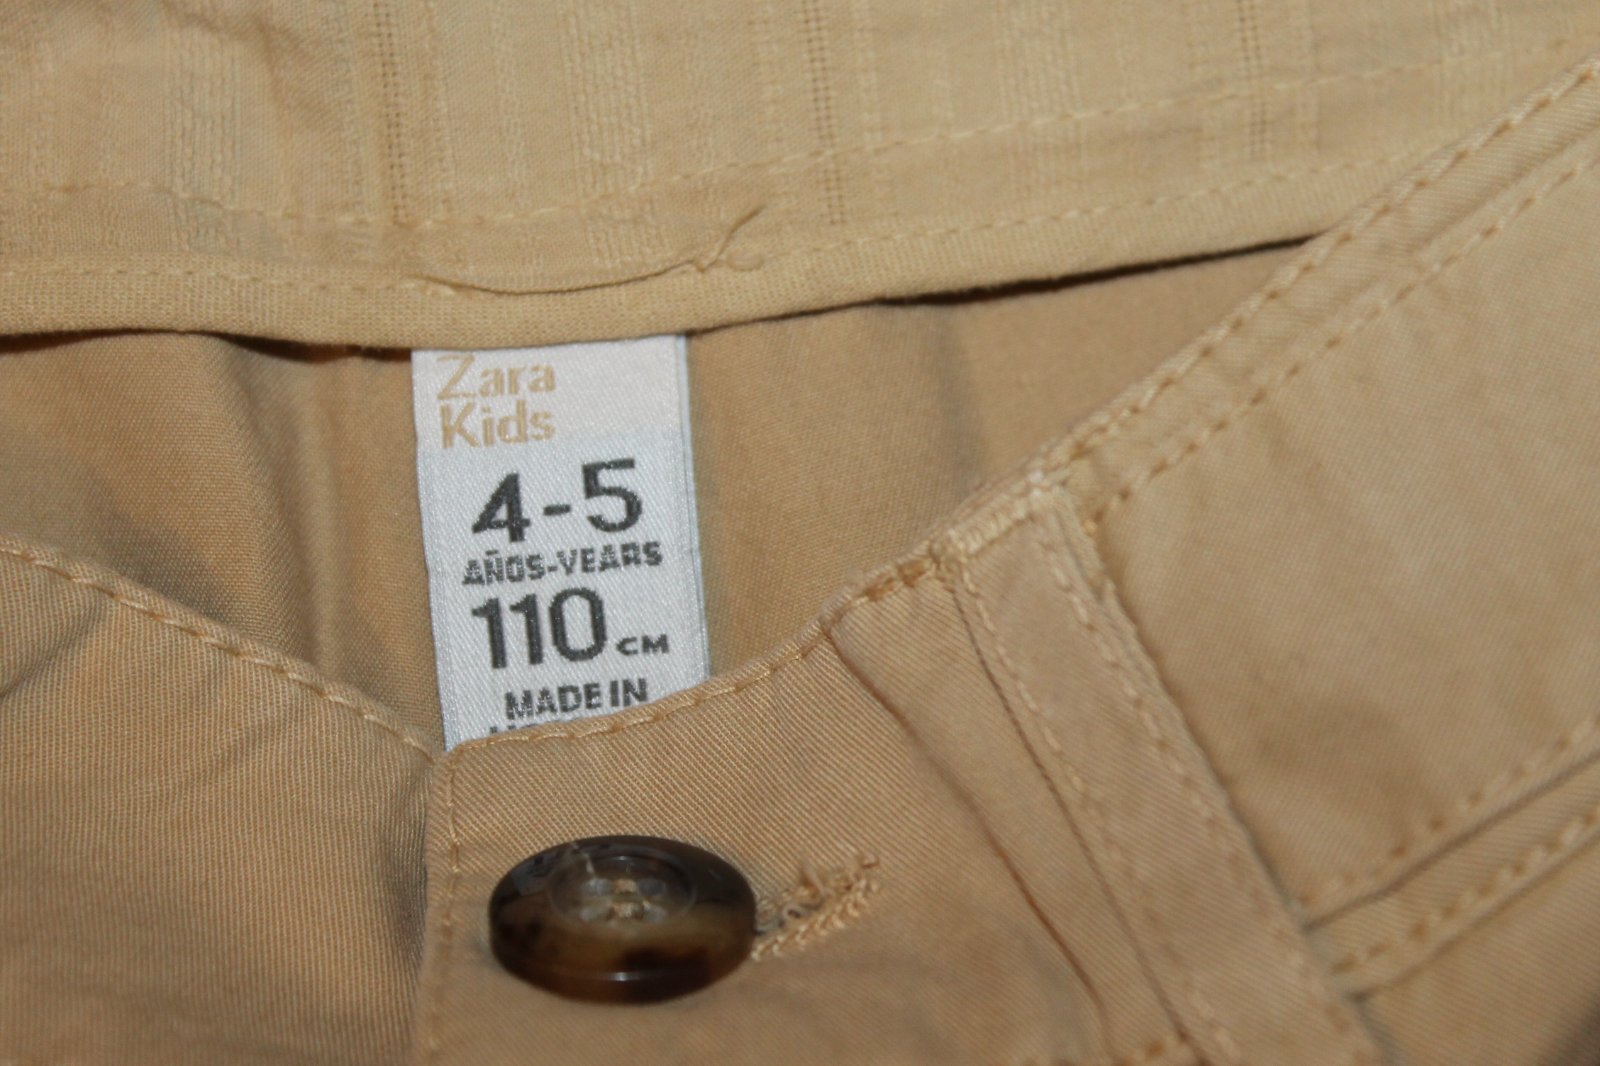 Zara
Kids
4-5
AÑOS-YEARS
110 CM
MADE IN